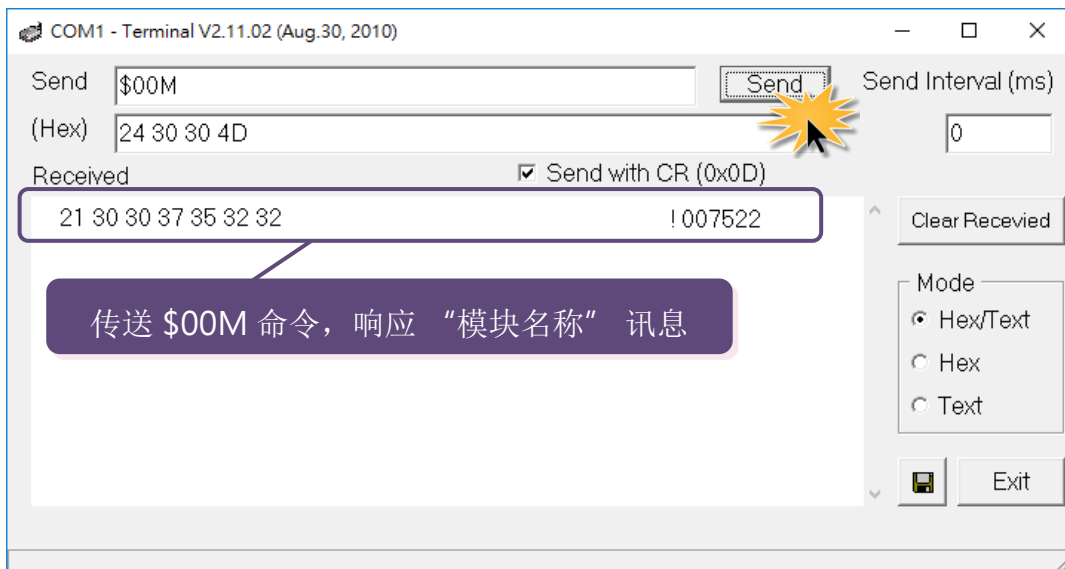 COM1 - Terminal V2.11.02 (Aug.30, 2010)
Send $00M Send Send Interval (ms)
(Hex) 24 30 30 4D 0
Received Send with CR (0x0D)
21 30 30 37 35 32 32 !007522
Clear Recevied
传送 $00M 命令，响应 “模块名称” 讯息
Mode
Hex/Text
Hex
Text
Exit